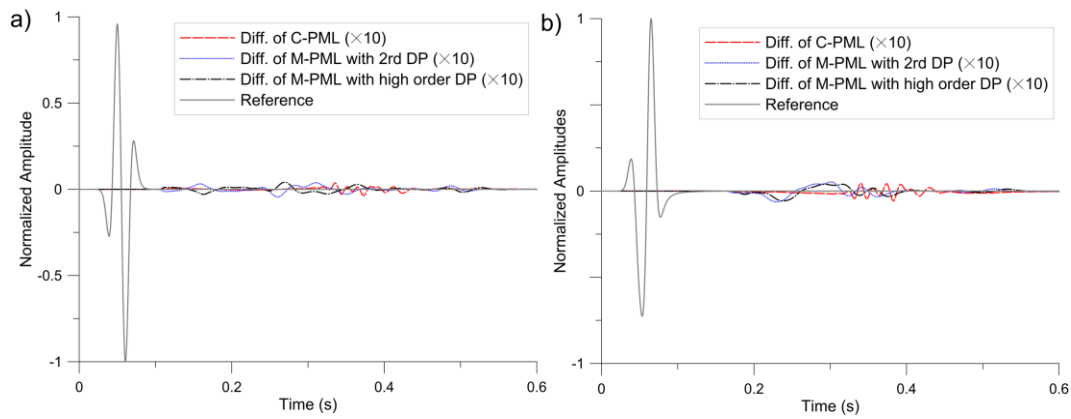 a)
Normalized Amplitude
1
0.5
0
-0.5
-1
Diff. of C-PML (×10)
Diff. of M-PML with 2rd DP (×10)
Diff. of M-PML with high order DP (×10)
Reference
0 0.2 0.4 0.6
Time (s)
b)
Normalized Amplitudes
1
0
-1
Diff. of C-PML (×10)
Diff. of M-PML with 2rd DP (×10)
Diff. of M-PML with high order DP (×10)
Reference
0 0.2 0.4 0.6
Time (s)